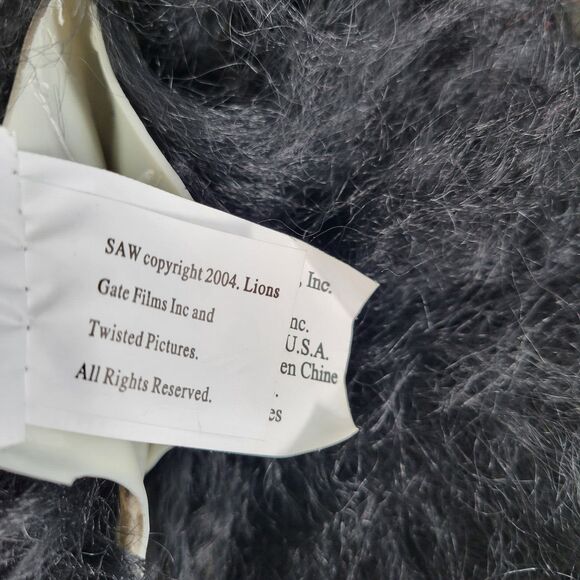 SAW copyright 2004. Lions
Gate Films Inc and
Twisted Pictures.
All Rights Reserved.
Inc.
nc.
U.S.A.
en Chine
es